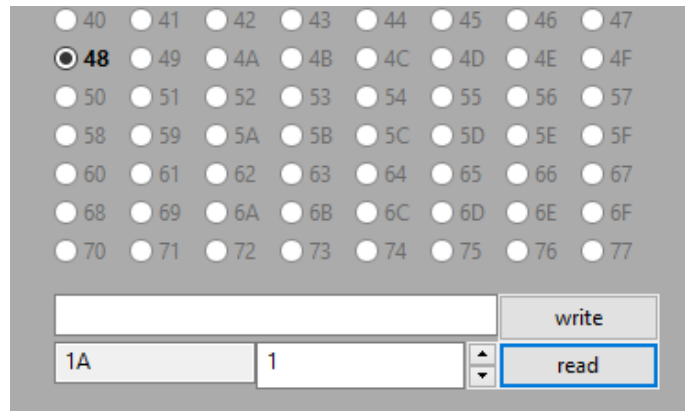 40 41 42 43 44 45 46 47
48 49 4A 4B 4C 4D 4E 4F
50 51 52 53 54 55 56 57
58 59 5A 5B 5C 5D 5E 5F
60 61 62 63 64 65 66 67
68 69 6A 6B 6C 6D 6E 6F
70 71 72 73 74 75 76 77
write
1A 1 read